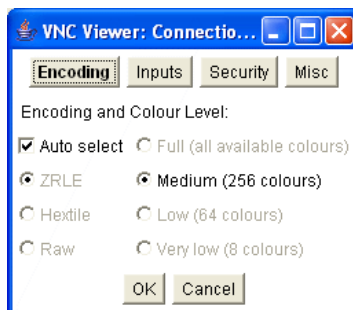 VNC Viewer: Connectio...
Encoding Inputs Security Misc
Encoding and Colour Level:
Auto select Full (all available colours)
ZRLE Medium (256 colours)
Hextile Low (64 colours)
Raw Very low (8 colours)
OK Cancel